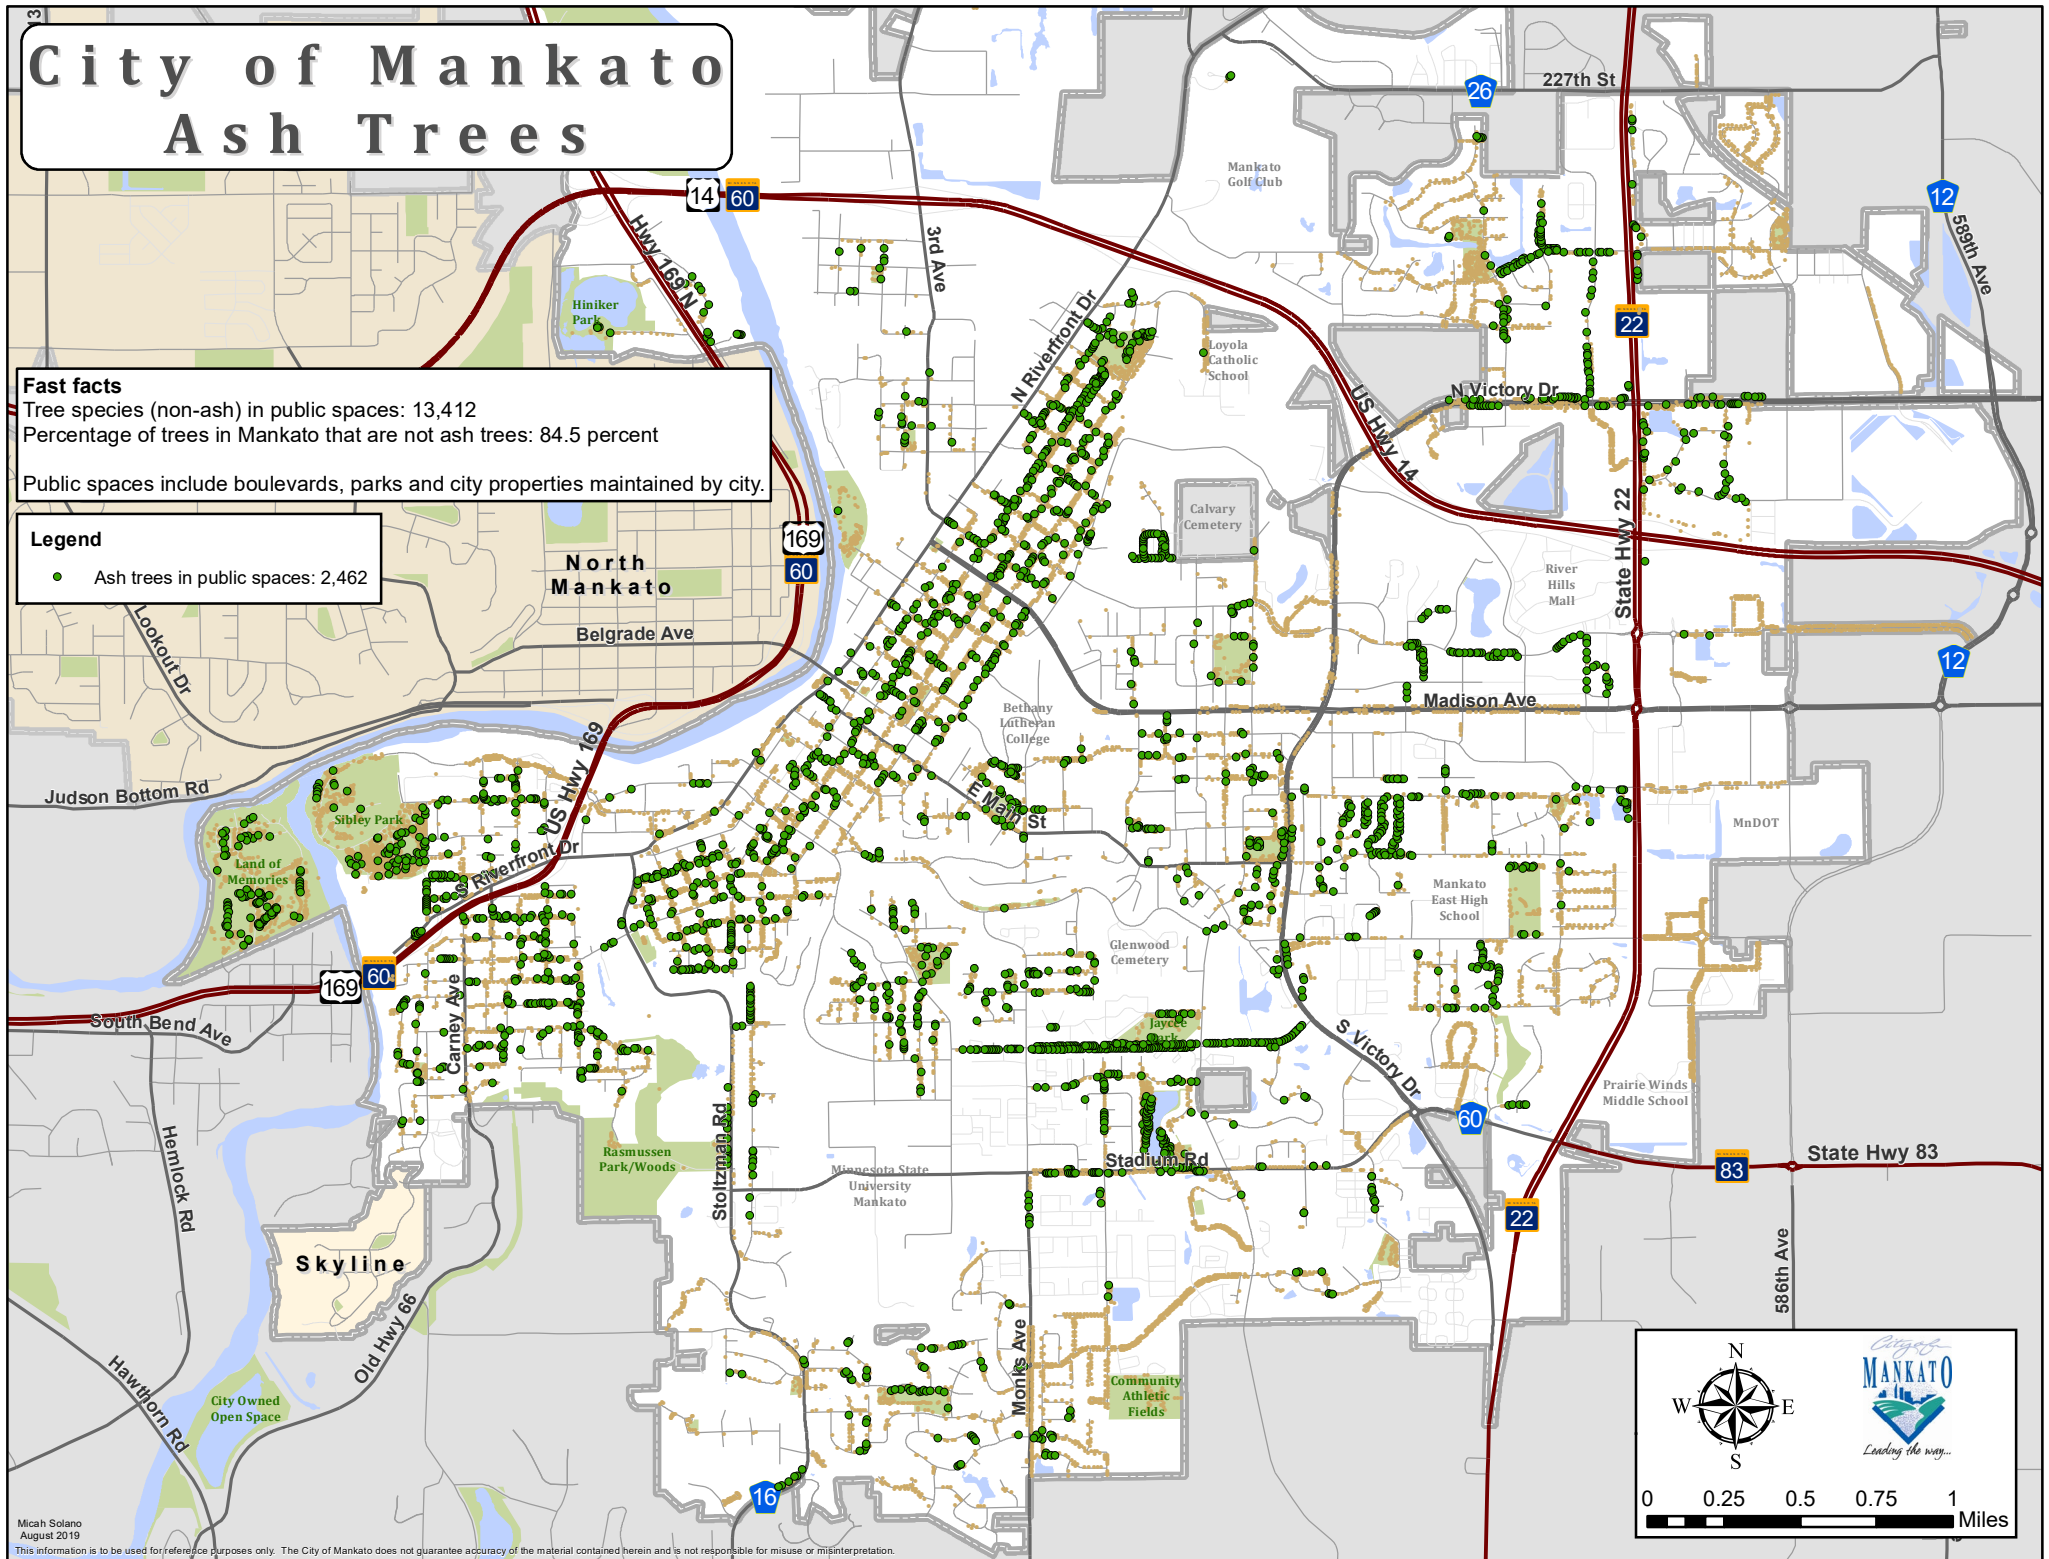 City of Mankato
Ash Trees
13
14
60
Hwy 169 N
3rd Ave
N Riverfront Dr
Mankato
Golf Club
26
227th St
12
589th Ave
Hiniker
Park
22
Loyola
Catholic
School
N Victory Dr
US Hwy 14
Fast facts
Tree species (non-ash) in public spaces: 13,412
Percentage of trees in Mankato that are not ash trees: 84.5 percent
Public spaces include boulevards, parks and city properties maintained by city.
Legend
Ash trees in public spaces: 2,462
169
60
North
Mankato
Belgrade Ave
Lookout Dr
Calvary
Cemetery
State Hwy 22
River
Hills
Mall
12
Madison Ave
Bethany
Lutheran
College
US Hwy 169
Judson Bottom Rd
Sibley Park
E Main St
MnDOT
Land of
Memories
S Riverfront Dr
Mankato
East High
School
Glenwood
Cemetery
60
169
South Bend Ave
Carney Ave
Jaycee
Park
S Victory Dr
Prairie Winds
Middle School
60
Hemlock Rd
Stoltzman Rd
Rasmussen
Park/Woods
Minnesota State
University
Mankato
Stadium Rd
83
State Hwy 83
22
Skyline
586th Ave
Old Hwy 66
Hawthorn Rd
City Owned
Open Space
Monks Ave
Community
Athletic
Fields
16
N
W
E
S
City of
MANKATO
Leading the way...
0 0.25 0.5 0.75 1
Miles
Micah Solano
August 2019
This information is to be used for reference purposes only. The City of Mankato does not guarantee accuracy of the material contained herein and is not responsible for misuse or misinterpretation.